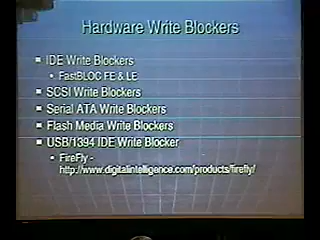 Hardware Write Blockers
IDE Write Blockers
FastBLOC FE & LE
SCSI Write Blockers
Serial ATA Write Blockers
Flash Media Write Blockers
USB/1394 IDE Write Blocker
FireFly -
http://www.digitalintelligence.com/products/firefly/